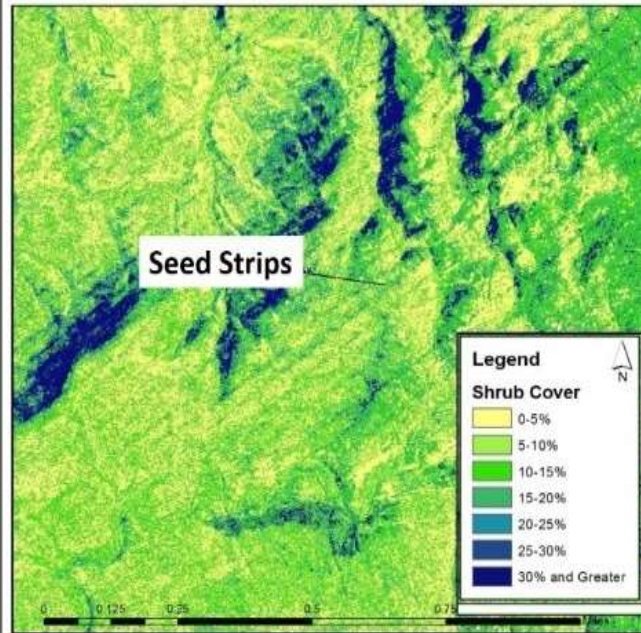 Seed Strips
Legend
N
Shrub Cover
0-5%
5-10%
10-15%
15-20%
20-25%
25-30%
30% and Greater
0 0.125 0.25 0.5 0.75